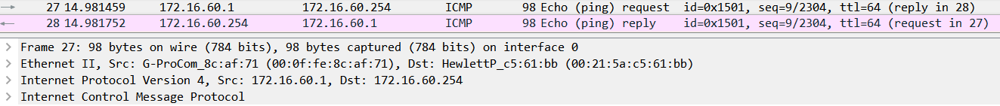 27 14.981459 172.16.60.1 172.16.60.254 ICMP 98 Echo (ping) request id=0x1501, seq=9/2304, ttl=64 (reply in 28)
28 14.981752 172.16.60.254 172.16.60.1 ICMP 98 Echo (ping) reply id=0x1501, seq=9/2304, ttl=64 (request in 27)
Frame 27: 98 bytes on wire (784 bits), 98 bytes captured (784 bits) on interface 0
Ethernet II, Src: G-ProCom_8c:af:71 (00:0f:fe:8c:af:71), Dst: HewlettP_c5:61:bb (00:21:5a:c5:61:bb)
Internet Protocol Version 4, Src: 172.16.60.1, Dst: 172.16.60.254
Internet Control Message Protocol